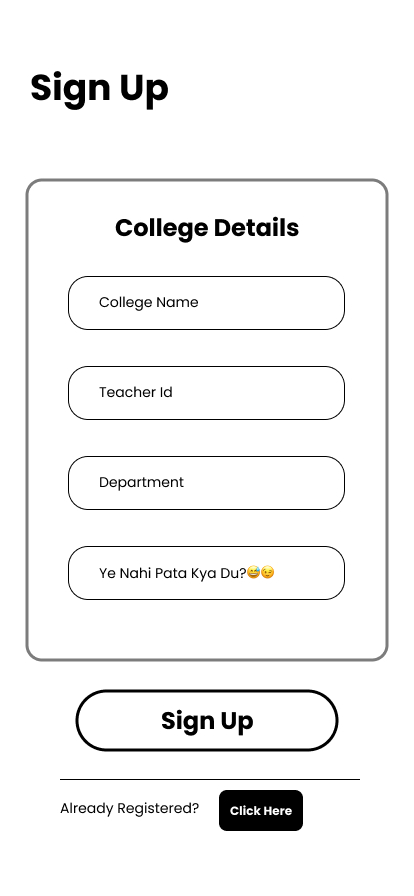 Sign Up
College Details
College Name
Teacher Id
Department
Ye Nahi Pata Kya Du?😅😉
Sign Up
Already Registered? Click Here